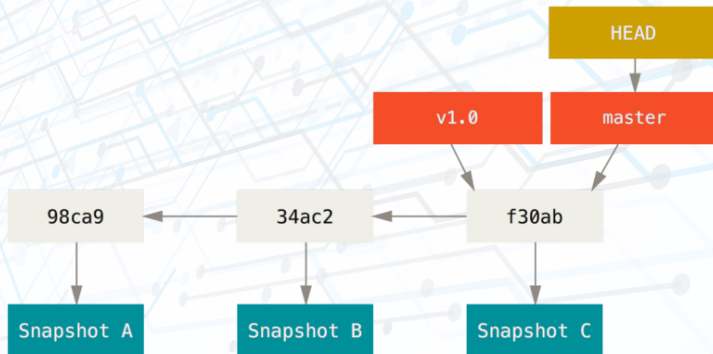 HEAD
v1.0
master
98ca9
34ac2
f30ab
Snapshot A
Snapshot B
Snapshot C